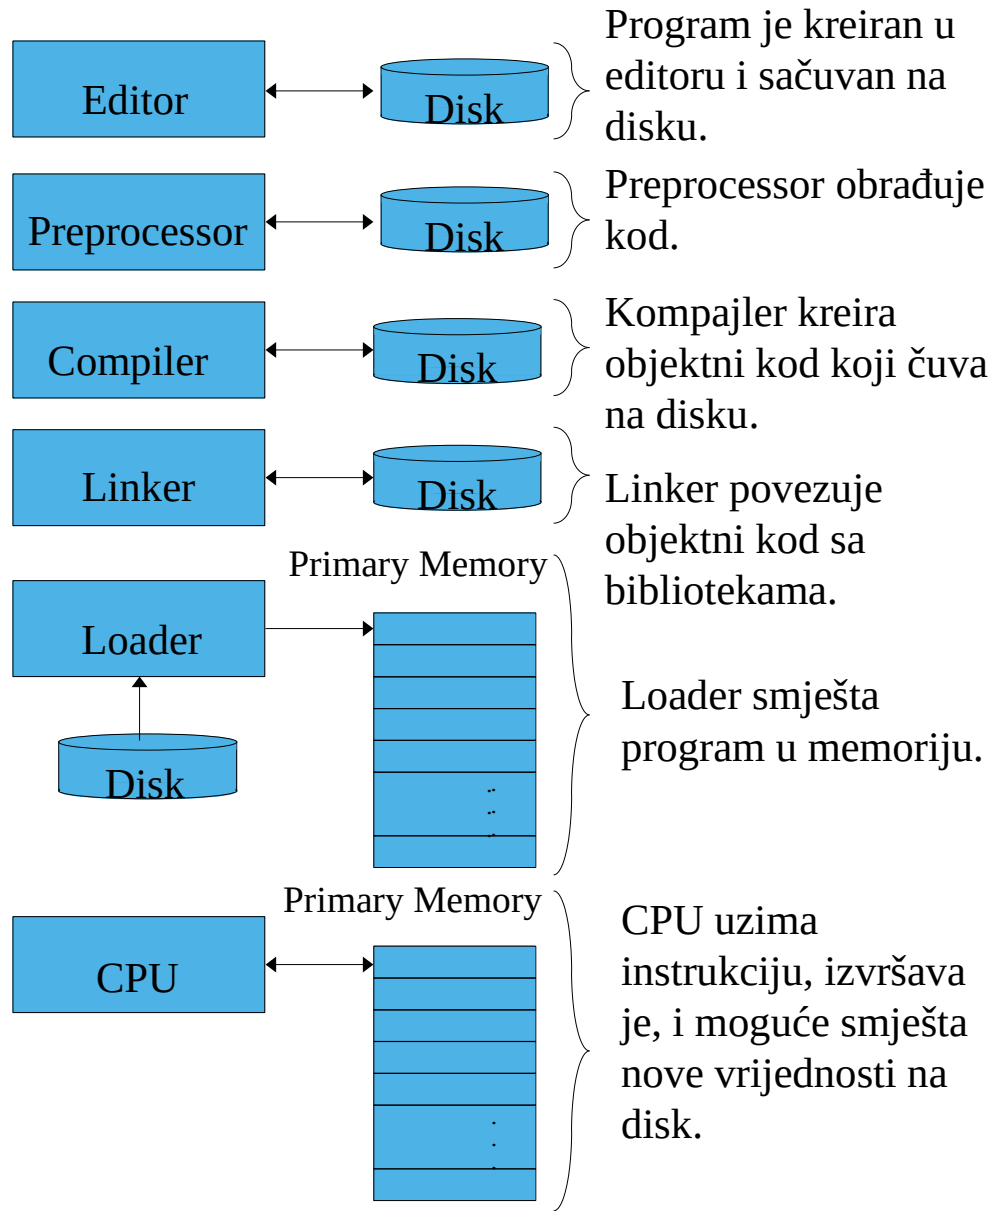 Editor
Disk
Program je kreiran u
editoru i sačuvan na
disku.
Preprocessor
Disk
Preprocessor obrađuje
kod.
Compiler
Disk
Kompajler kreira
objektni kod koji čuva
na disku.
Linker
Disk
Linker povezuje
objektni kod sa
bibliotekama.
Primary Memory
Loader
Disk
Loader smješta
program u memoriju.
Primary Memory
CPU
CPU uzima
instrukciju, izvršava
je, i moguće smješta
nove vrijednosti na
disk.